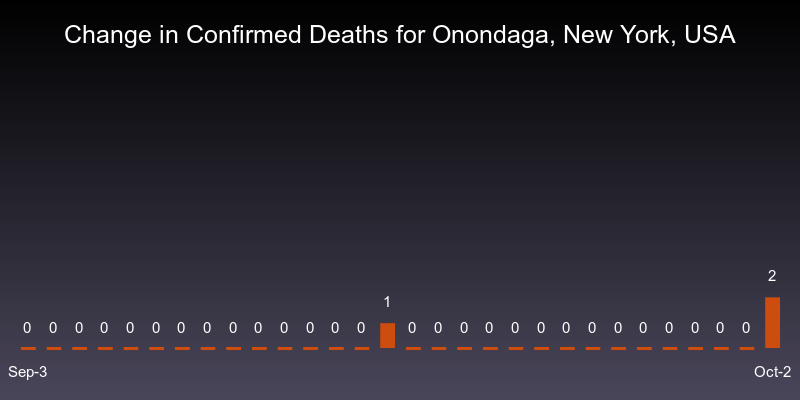 Change in Confirmed Deaths for Onondaga, New York, USA
2
1
0 0 0 0 0 0 0 0 0 0 0 0 0 0 0 0 0 0 0 0 0 0 0 0 0 0 0 0
Sep-3 Oct-2